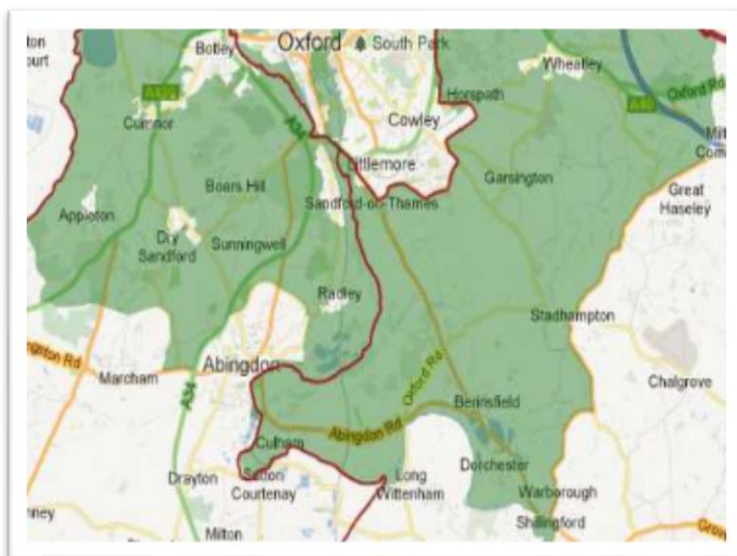 Oxford
South Park
Botley
Wheatley
Horspath
Oxford Rd
A420
A40
Cumnor
A34
Cowley
Littlemore
Garsington
Boars Hill
Great
Haseley
Appleton
Sandford-on-Thames
Dry
Sandford
Sunningwell
Radley
Stadhampton
Abingdon
Marcham
Oxford Rd
Chalgrove
A34
Berinsfield
Abingdon Rd
Culham
Drayton
Sutton
Courtenay
Long
Wittenham
Dorchester
Warborough
Shillingford
Milton